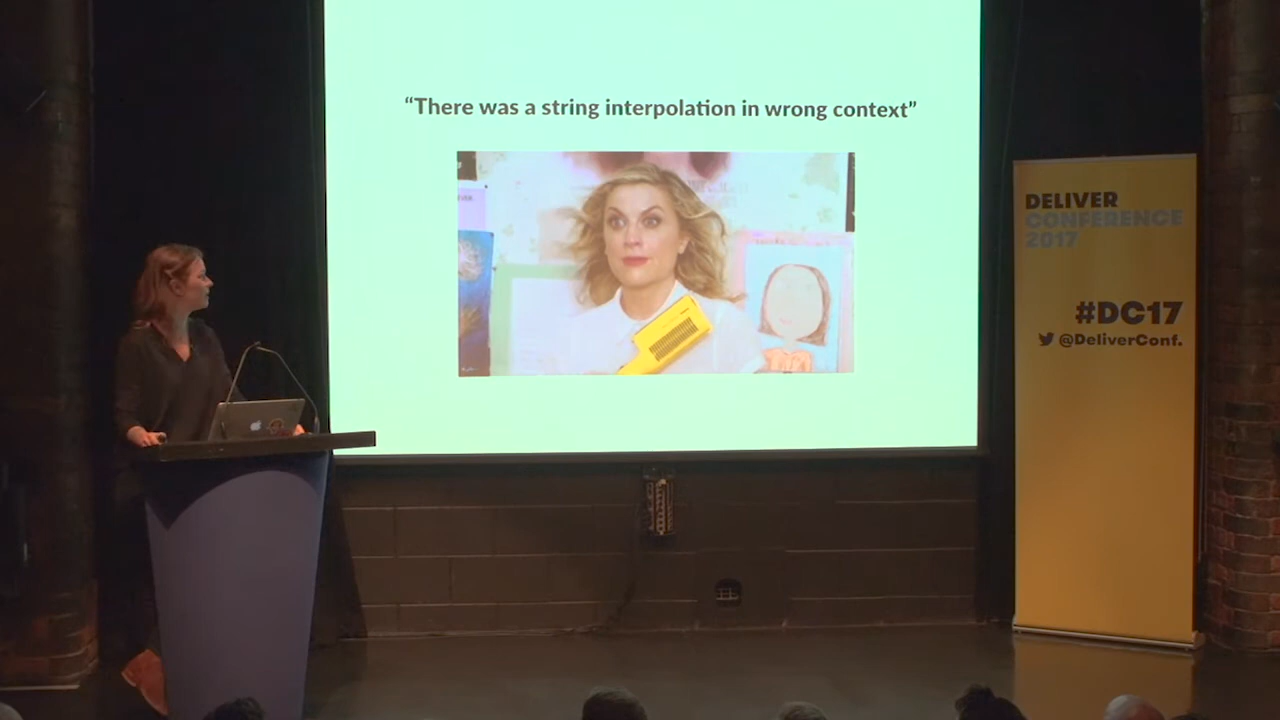 “There was a string interpolation in wrong context”
DELIVER
CONFERENCE
2017
#DC17
@DeliverConf.